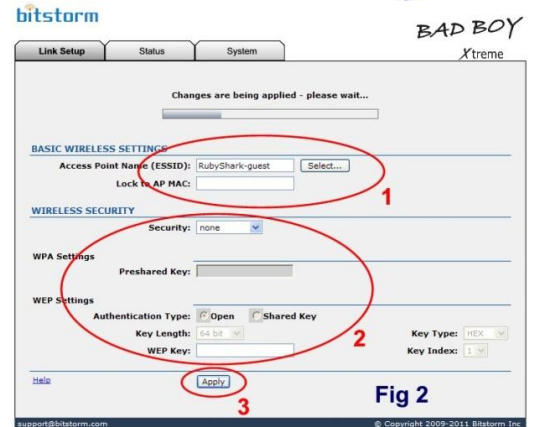 bitstorm
BAD BOY
Xtreme
Link Setup Status System
Changes are being applied - please wait...
BASIC WIRELESS SETTINGS
Access Point Name (ESSID): RubyShark-guest Select...
Lock to AP MAC:
1
WIRELESS SECURITY
Security: none
WPA Settings
Preshared Key:
WEP Settings
Authentication Type: Open Shared Key
Key Length: 64 bit Key Type: HEX
2
WEP Key: Key Index: 1
Help Apply
3
Fig 2
support@bitstorm.com © Copyright 2009-2011 Bitstorm Inc